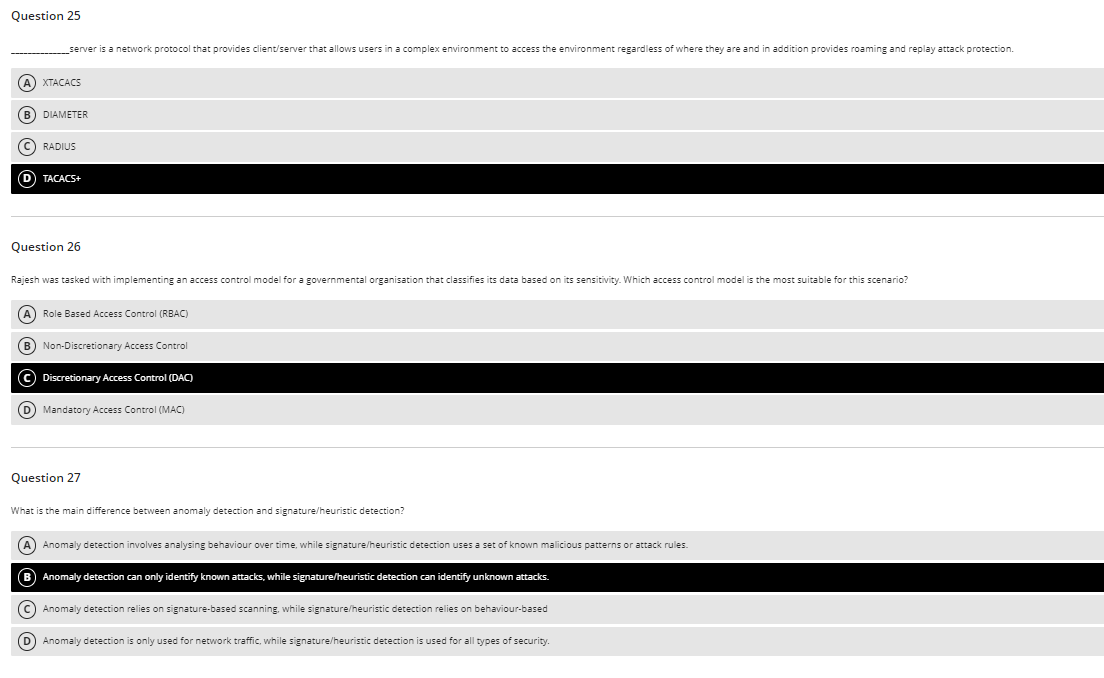 Question 25
______________server is a network protocol that provides client/server that allows users in a complex environment to access the environment regardless of where they are and in addition provides roaming and replay attack protection.
A XTACACS
B DIAMETER
C RADIUS
D TACACS+
Question 26
Rajesh was tasked with implementing an access control model for a governmental organisation that classifies its data based on its sensitivity. Which access control model is the most suitable for this scenario?
A Role Based Access Control (RBAC)
B Non-Discretionary Access Control
C Discretionary Access Control (DAC)
D Mandatory Access Control (MAC)
Question 27
What is the main difference between anomaly detection and signature/heuristic detection?
A Anomaly detection involves analysing behaviour over time, while signature/heuristic detection uses a set of known malicious patterns or attack rules.
B Anomaly detection can only identify known attacks, while signature/heuristic detection can identify unknown attacks.
C Anomaly detection relies on signature-based scanning, while signature/heuristic detection relies on behaviour-based
D Anomaly detection is only used for network traffic, while signature/heuristic detection is used for all types of security.